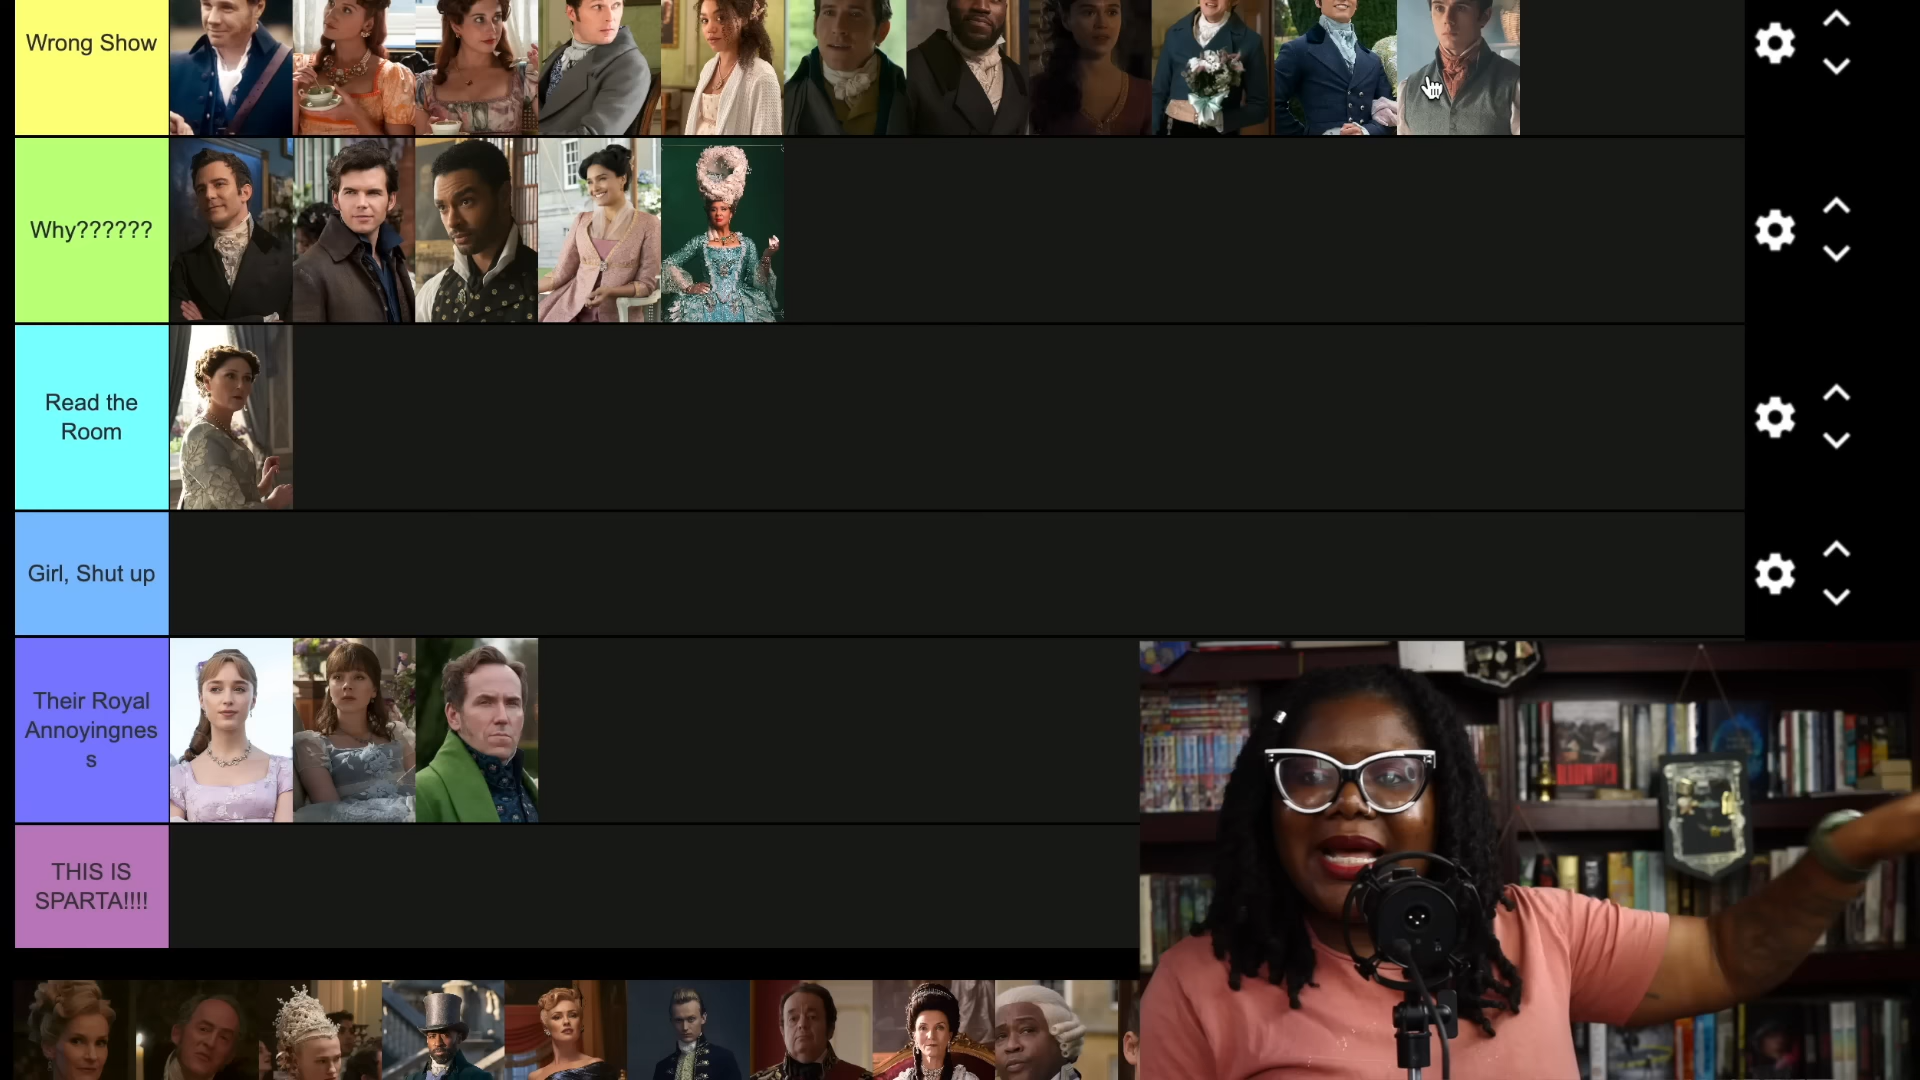 Wrong Show
Why??????
Read the
Room
Girl, Shut up
Their Royal
Annoyingnes
s
THIS IS
SPARTA!!!!